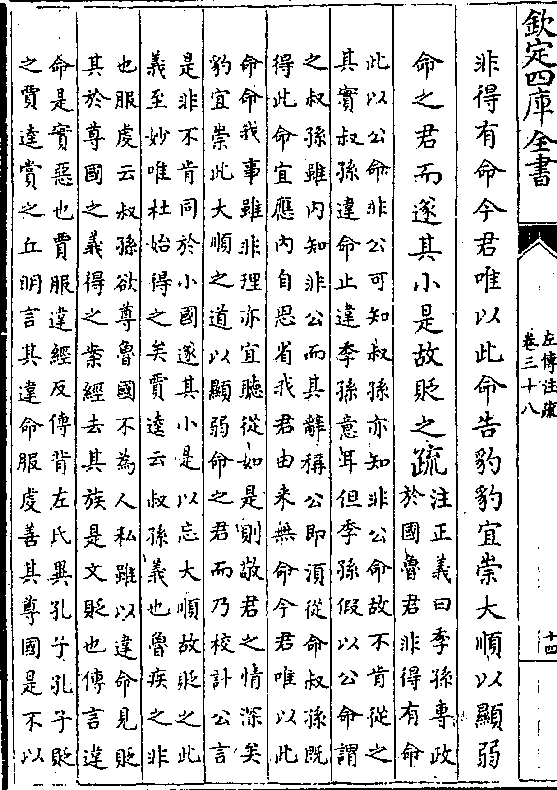 欽定四庫全書
左傳注疏
卷三十八
十四
非得有命今君唯以此命告豹豹宜崇大順以顯弱
命之君而遂其小是故貶之疏
注正義曰季孫專政
於國魯君非得有命
此以公命非公可知叔孫亦知非公命故不肯從之
其實叔孫違命止違季孫意耳但季孫假以公命謂
之叔孫雖内知非公而其辭稱公即須從命叔孫既
得此命宜應内自思省我君由来無命今君唯以此
命命我事雖非理亦宜聽從如是則敬君之情深矣
豹宜崇此大順之道以顯弱命之君而乃校計公言
是非不肯同於小國遂其小是以忘大順故貶之此
義至妙唯杜始得之矣賈逵云叔孫義也魯疾之非
也服虔云叔孫欲尊魯國不為人私雖以違命見貶
其於尊國之義得之案經去其族是文貶也傳言違
命是實惡也賈服違經反傳背左氏異孔子孔子貶
之賈逵賞之丘明言其違命服虔善其尊國是不以